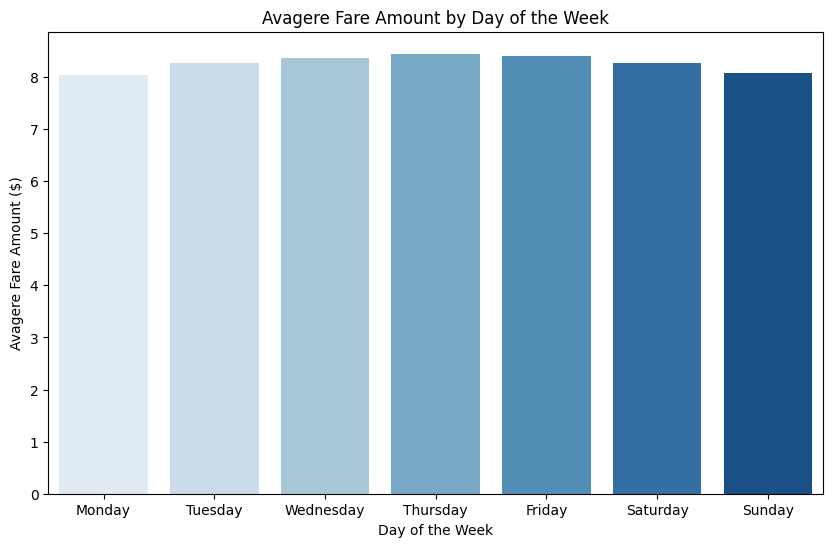 Avagere Fare Amount by Day of the Week
Avagere Fare Amount ($)
8
7
6
5
4
3
2
1
0
Monday Tuesday Wednesday Thursday Friday Saturday Sunday
Day of the Week